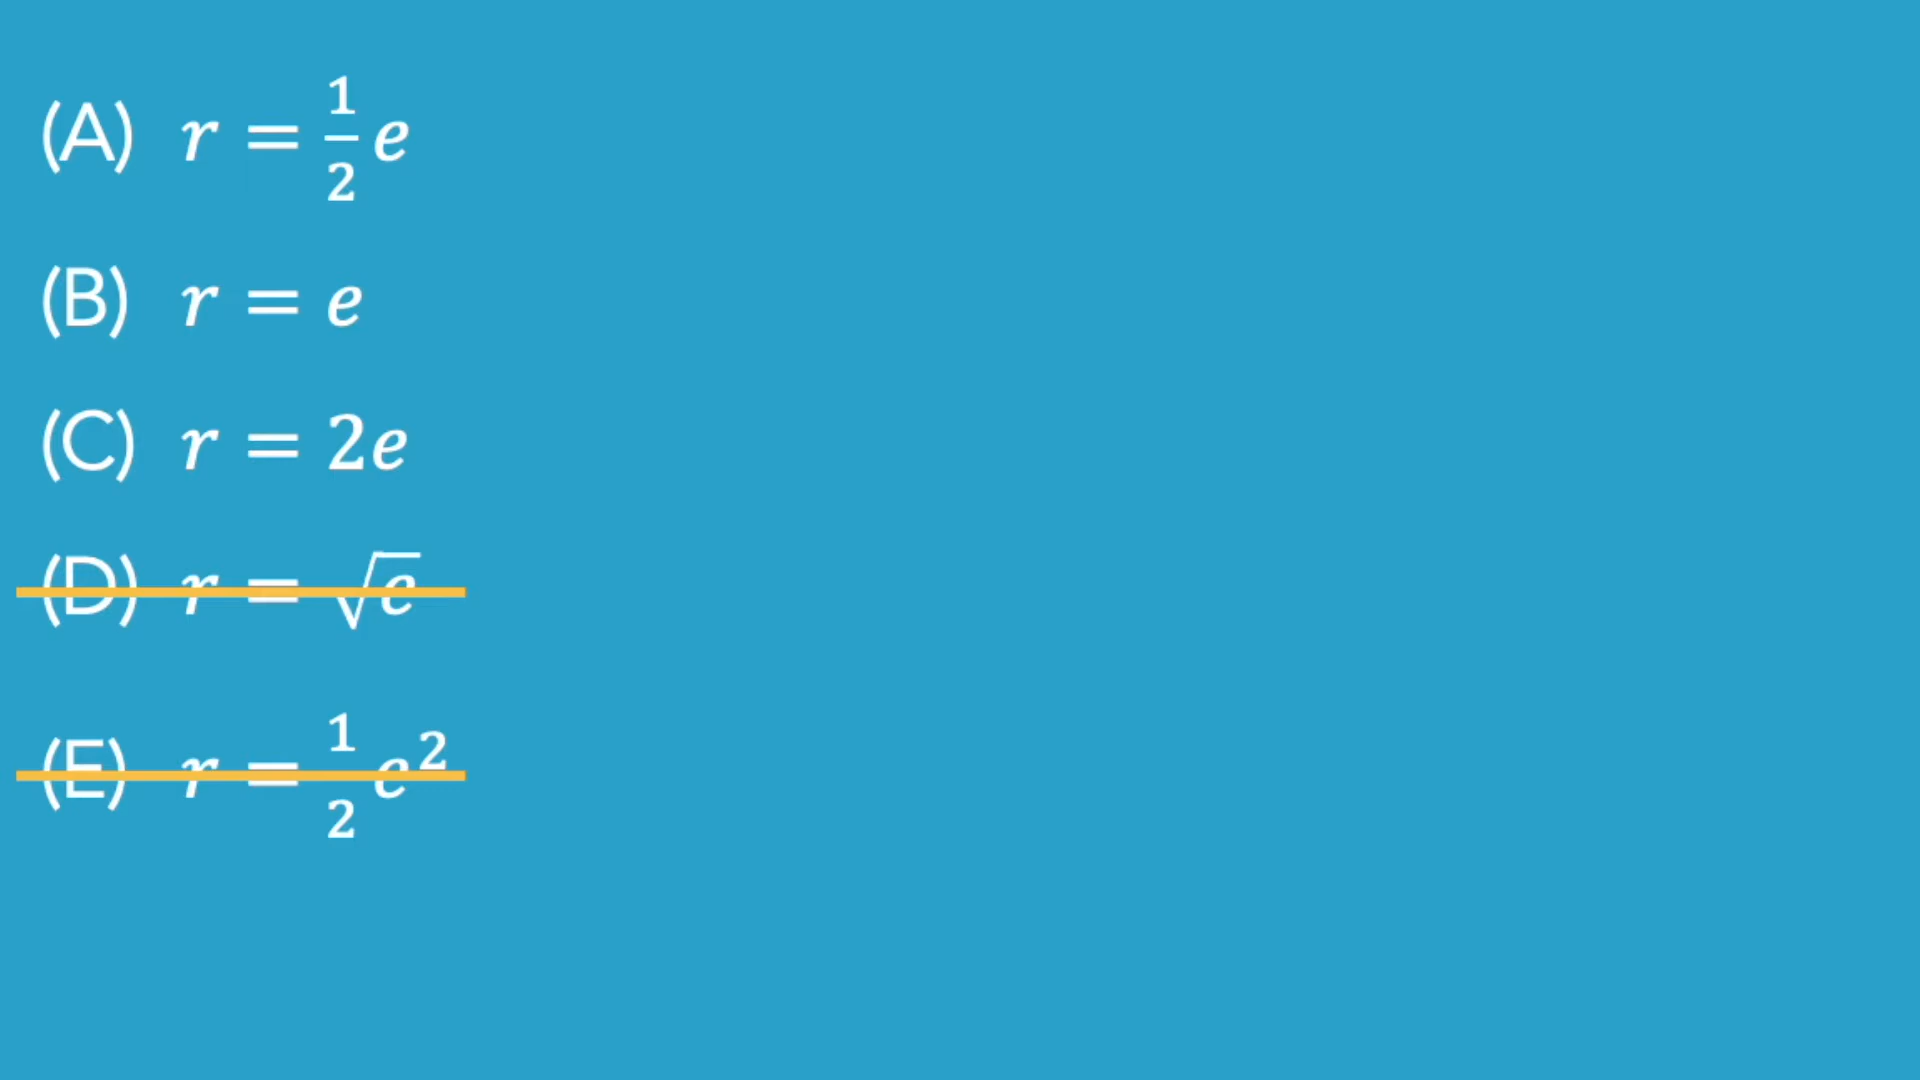 (A) r = 1/2 e
(B) r = e
(C) r = 2e
(D) r = √e
(E) r = 1/2 e²